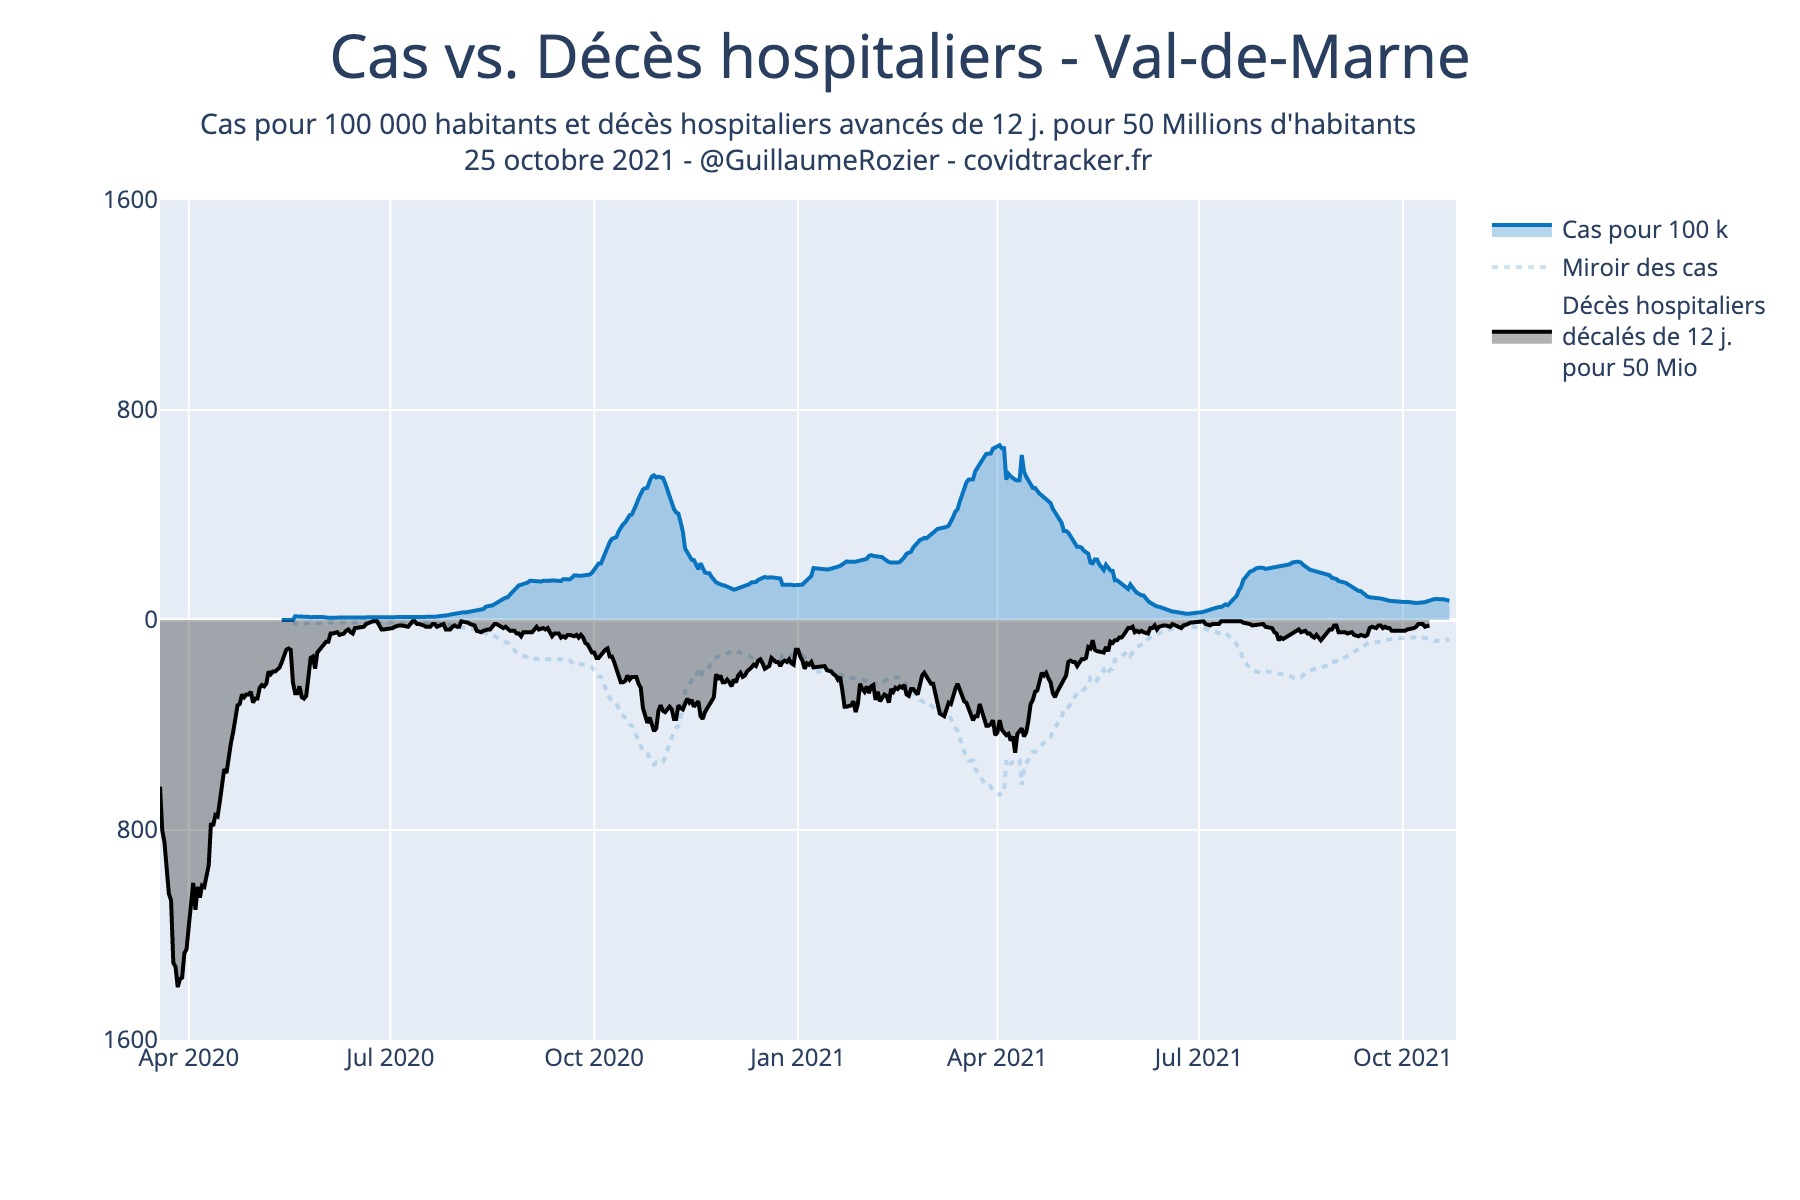 Cas vs. Décès hospitaliers - Val-de-Marne
Cas pour 100 000 habitants et décès hospitaliers avancés de 12 j. pour 50 Millions d'habitants
25 octobre 2021 - @GuillaumeRozier - covidtracker.fr
1600
800
0
800
1600
Apr 2020
Jul 2020
Oct 2020
Jan 2021
Apr 2021
Jul 2021
Oct 2021
Cas pour 100 k
Miroir des cas
Décès hospitaliers
décalés de 12 j.
pour 50 Mio